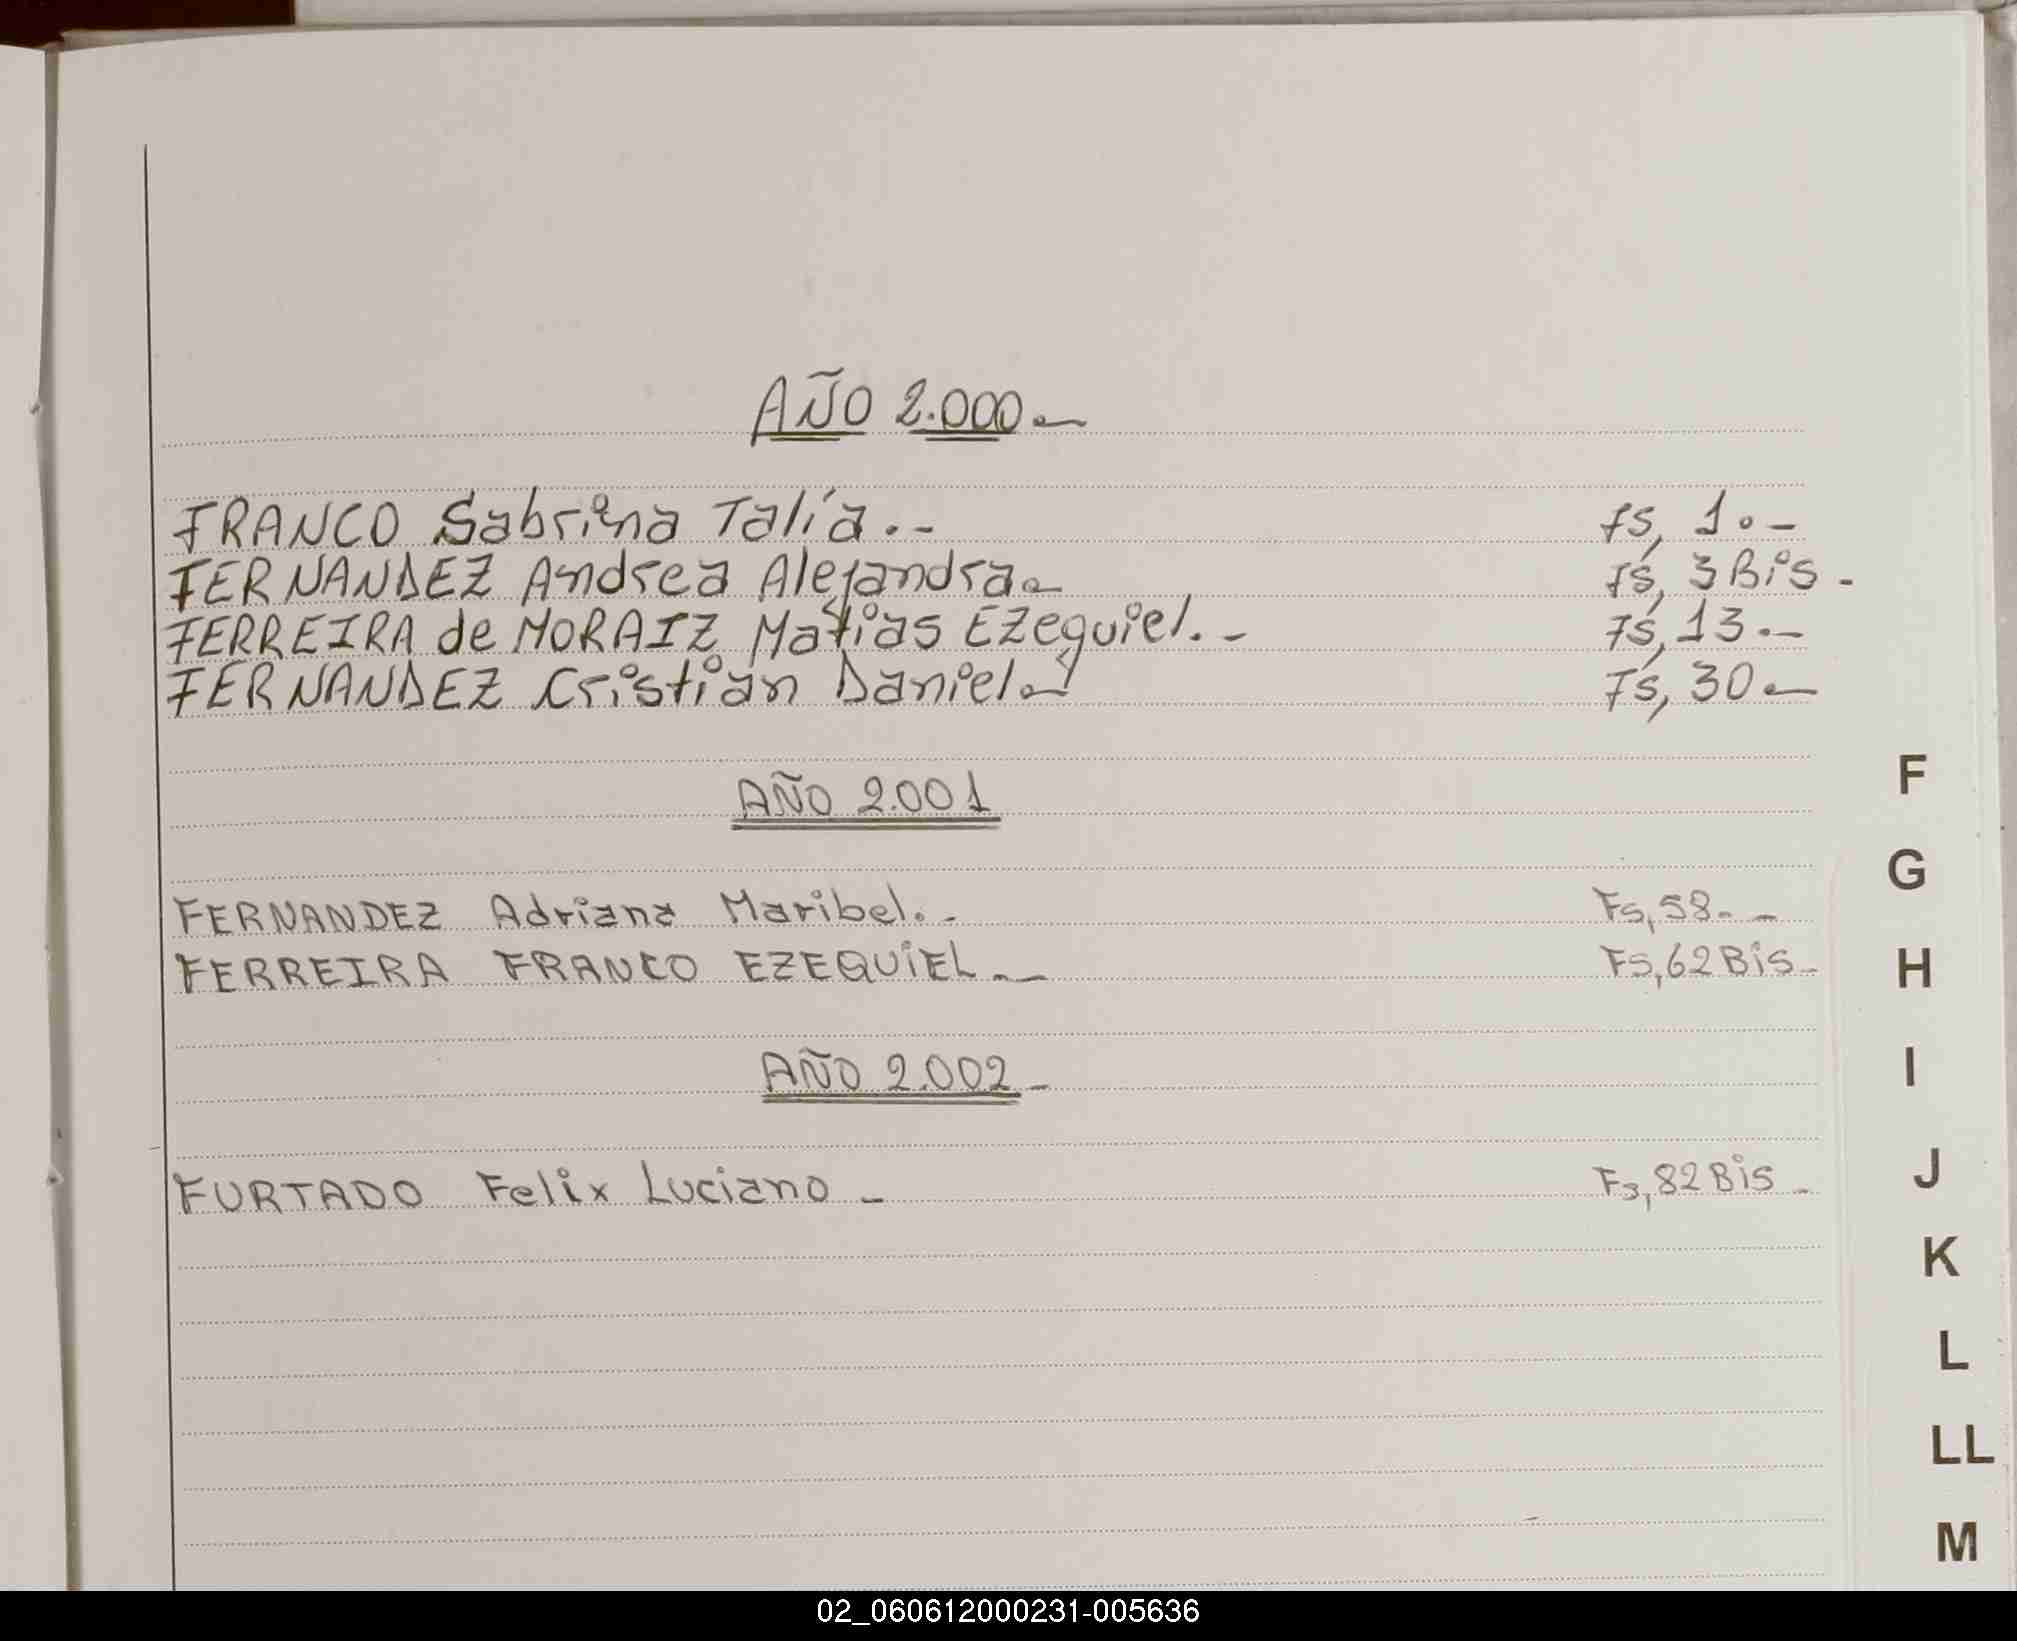 AÑO 2.000.-
FRANCO Sabrina Talía.- fs, 1.-
FERNANDEZ Andrea Alejandra.- fs, 3 Bis.-
FERREIRA de MORAIZ Matías Ezequiel.- fs, 13.-
FERNANDEZ Cristian Daniel.- fs, 30.-
AÑO 2.001
FERNANDEZ Adriana Maribel.- Fs, 58.-
FERREIRA FRANCO EZEQUIEL.- Fs, 62 Bis-
AÑO 2.002-
FURTADO Felix Luciano - Fs, 82 Bis-
F
G
H
I
J
K
L
LL
M
02_060612000231-005636